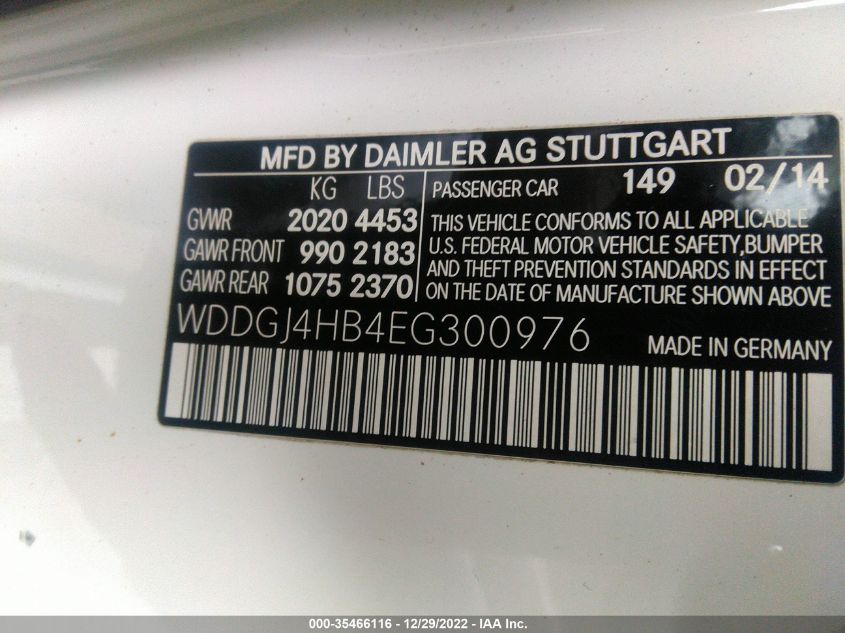 MFD BY DAIMLER AG STUTTGART
KG LBS
GVWR 2020 4453
GAWR FRONT 990 2183
GAWR REAR 1075 2370
PASSENGER CAR 149 02/14
THIS VEHICLE CONFORMS TO ALL APPLICABLE
U.S. FEDERAL MOTOR VEHICLE SAFETY,BUMPER
AND THEFT PREVENTION STANDARDS IN EFFECT
ON THE DATE OF MANUFACTURE SHOWN ABOVE
WDDGJ4HB4EG300976
MADE IN GERMANY
000-35466116 - 12/29/2022 - IAA Inc.